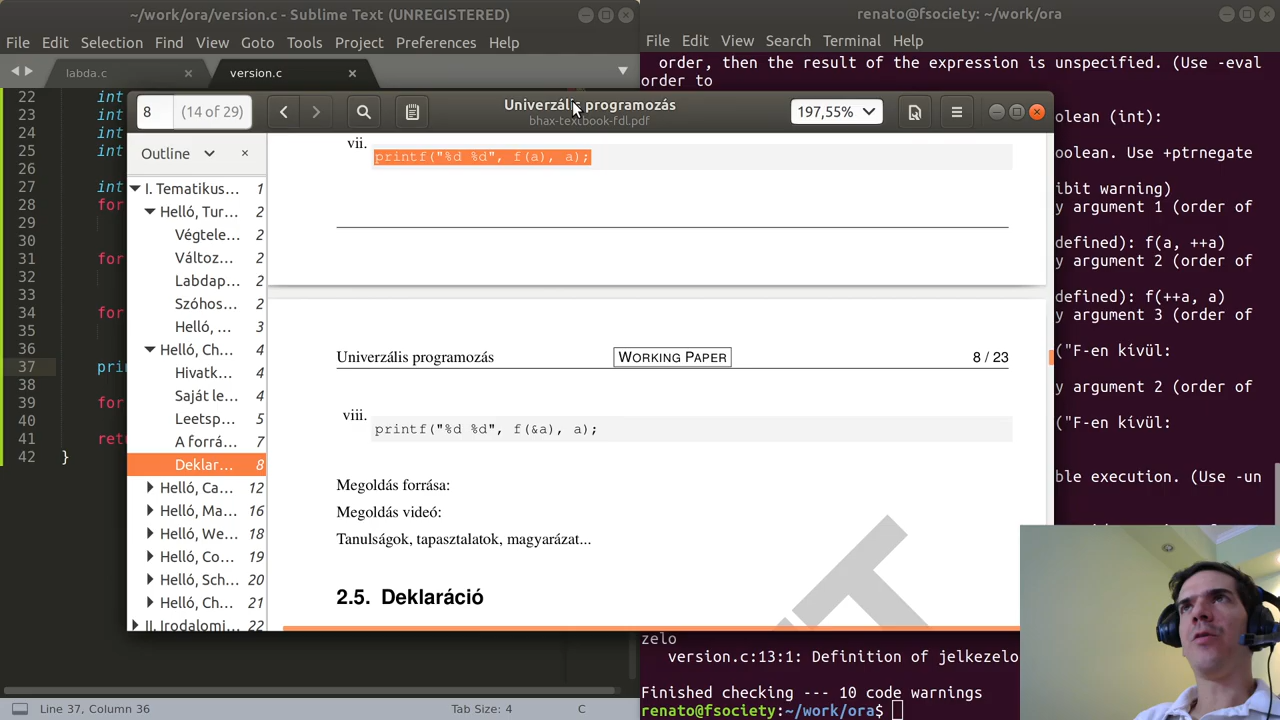 ~/work/ora/version.c - Sublime Text (UNREGISTERED)
File Edit Selection Find View Goto Tools Project Preferences Help
labda.c × version.c ×
22 int
23 int
24 int
25 int
26
27 int
28 for
29
30
31 for
32
33
34 for
35
36
37 prin
38
39 for
40
41 retu
42 }
Line 37, Column 36 Tab Size: 4 C
renato@fsociety: ~/work/ora
File Edit View Search Terminal Help
order, then the result of the expression is unspecified. (Use -eval
order to
olean (int):
oolean. Use +ptrnegate
ibit warning)
y argument 1 (order of
defined): f(a, ++a)
y argument 2 (order of
defined): f(++a, a)
y argument 3 (order of
("F-en kívül:
y argument 2 (order of
("F-en kívül:
ble execution. (Use -un
zelo
version.c:13:1: Definition of jelkezelo
Finished checking --- 10 code warnings
renato@fsociety:~/work/ora$
8 (14 of 29)
Univerzális programozás
bhax-textbook-fdl.pdf
197,55%
Outline ×
I. Tematikus... 1
Helló, Tur... 2
Végtele... 2
Változ... 2
Labdap... 2
Szóhos... 2
Helló, ... 3
Helló, Ch... 4
Hivatk... 4
Saját le... 4
Leetsp... 5
A forrá... 7
Deklar... 8
Helló, Ca... 12
Helló, Ma... 16
Helló, We... 18
Helló, Co... 19
Helló, Sch... 20
Helló, Ch... 21
II. Irodalomi... 22
vii.
printf("%d %d", f(a), a);
Univerzális programozás WORKING PAPER 8 / 23
viii.
printf("%d %d", f(&a), a);
Megoldás forrása:
Megoldás videó:
Tanulságok, tapasztalatok, magyarázat...
2.5. Deklaráció